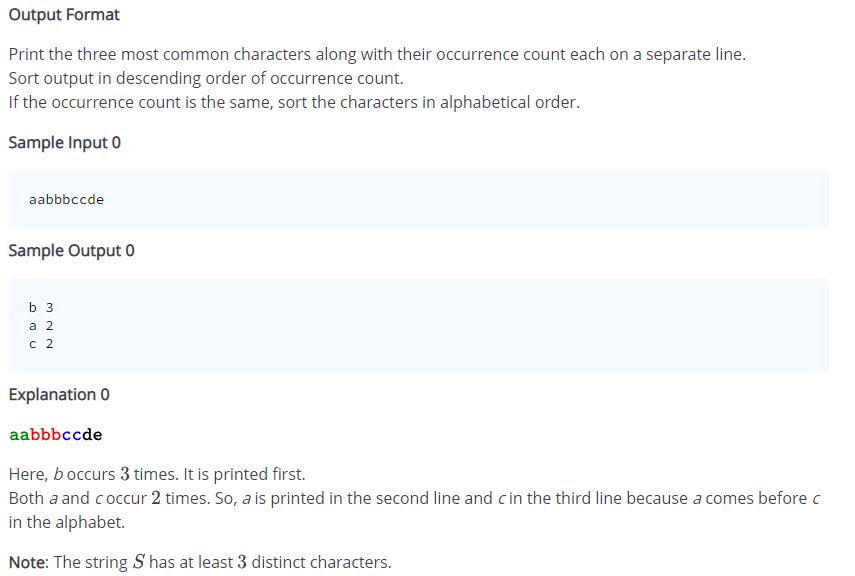 Output Format
Print the three most common characters along with their occurrence count each on a separate line.
Sort output in descending order of occurrence count.
If the occurrence count is the same, sort the characters in alphabetical order.
Sample Input 0
aabbbccde
Sample Output 0
b 3
a 2
c 2
Explanation 0
aabbbccde
Here, b occurs 3 times. It is printed first.
Both a and c occur 2 times. So, a is printed in the second line and c in the third line because a comes before c
in the alphabet.
Note: The string S has at least 3 distinct characters.